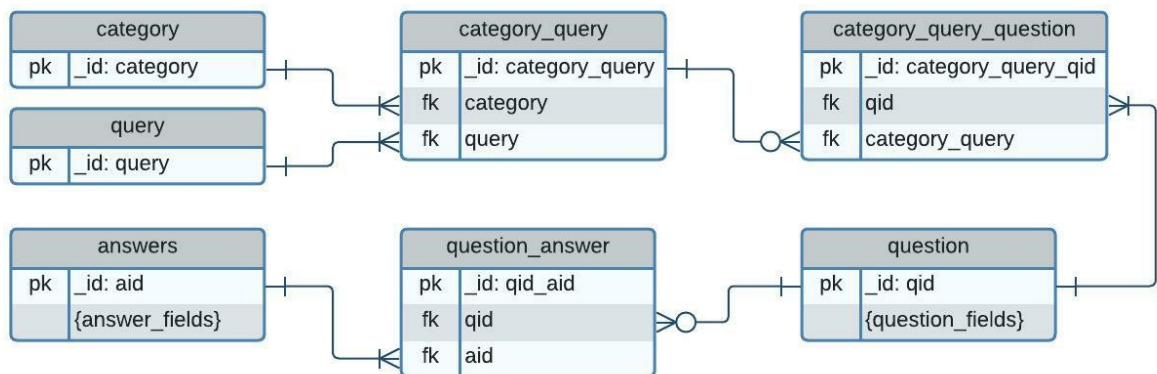 category
pk _id: category
query
pk _id: query
category_query
pk _id: category_query
fk category
fk query
category_query_question
pk _id: category_query_qid
fk qid
fk category_query
answers
pk _id: aid
{answer_fields}
question_answer
pk _id: qid_aid
fk qid
fk aid
question
pk _id: qid
{question_fields}